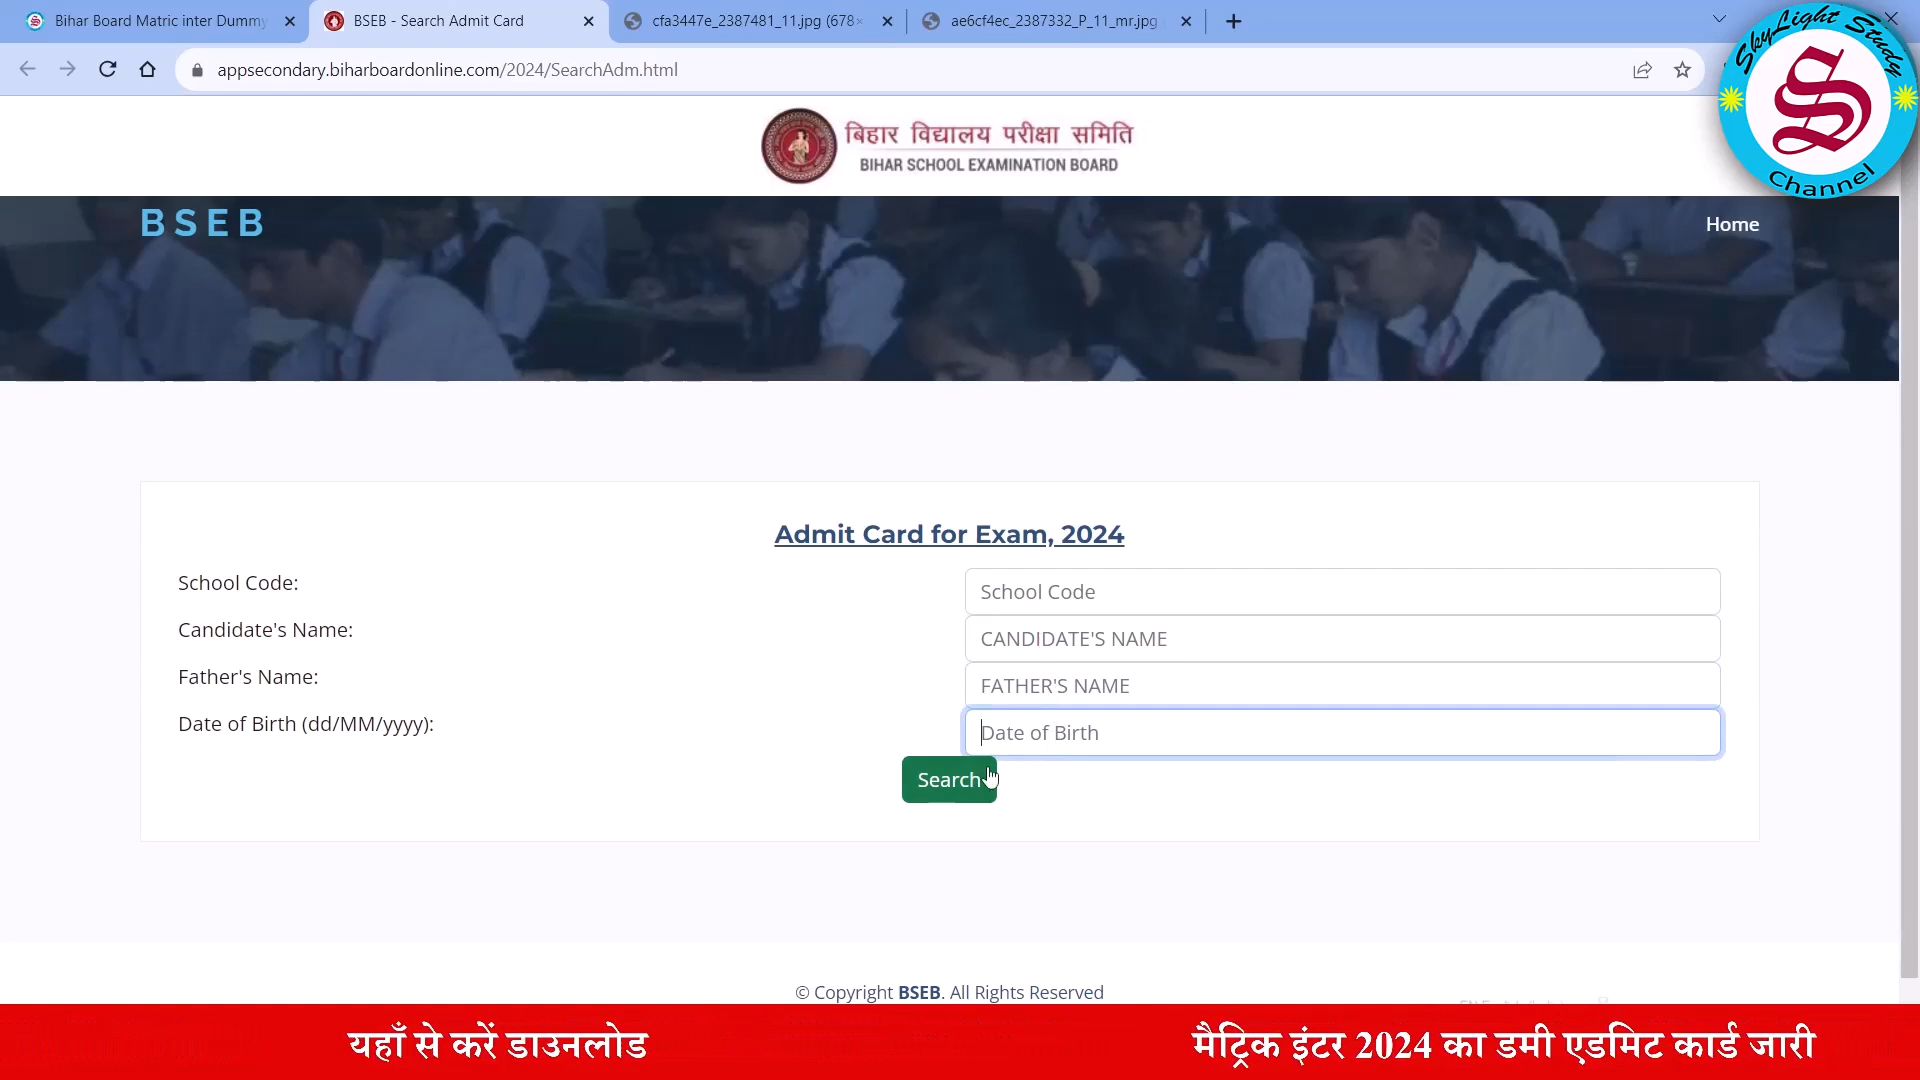 Bihar Board Matric inter Dummy
BSEB - Search Admit Card
cfa3447e_2387481_11.jpg (678×
ae6cf4ec_2387332_P_11_mr.jpg
appsecondary.biharboardonline.com/2024/SearchAdm.html
SkyLight Study
S
Channel
बिहार विद्यालय परीक्षा समिति
BIHAR SCHOOL EXAMINATION BOARD
BSEB
Home
Admit Card for Exam, 2024
School Code:
School Code
Candidate's Name:
CANDIDATE'S NAME
Father's Name:
FATHER'S NAME
Date of Birth (dd/MM/yyyy):
Date of Birth
Search
© Copyright BSEB. All Rights Reserved
यहाँ से करें डाउनलोड
मैट्रिक इंटर 2024 का डमी एडमिट कार्ड जारी